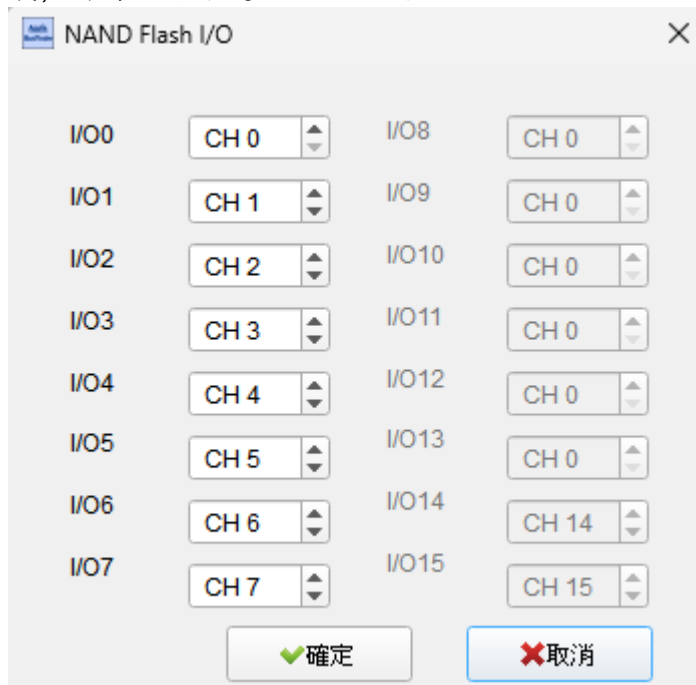 NAND Flash I/O
I/O0 CH 0 I/O8 CH 0
I/O1 CH 1 I/O9 CH 0
I/O2 CH 2 I/O10 CH 0
I/O3 CH 3 I/O11 CH 0
I/O4 CH 4 I/O12 CH 0
I/O5 CH 5 I/O13 CH 0
I/O6 CH 6 I/O14 CH 14
I/O7 CH 7 I/O15 CH 15
確定 取消